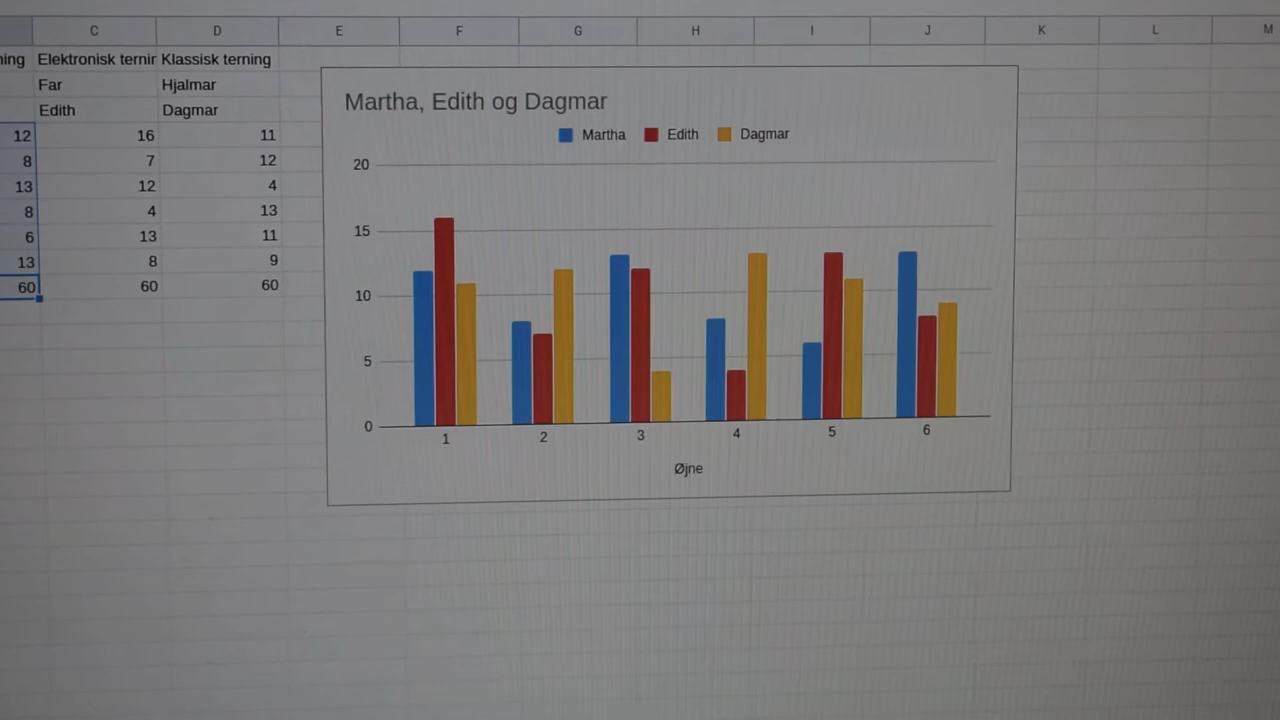 C D E F G H I J K L M
ning Elektronisk ternir Klassisk terning
Far Hjalmar
Edith Dagmar
12 16 11
8 7 12
13 12 4
8 4 13
6 13 11
13 8 9
60 60 60
Martha, Edith og Dagmar
Martha Edith Dagmar
20
15
10
5
0
1 2 3 4 5 6
Øjne